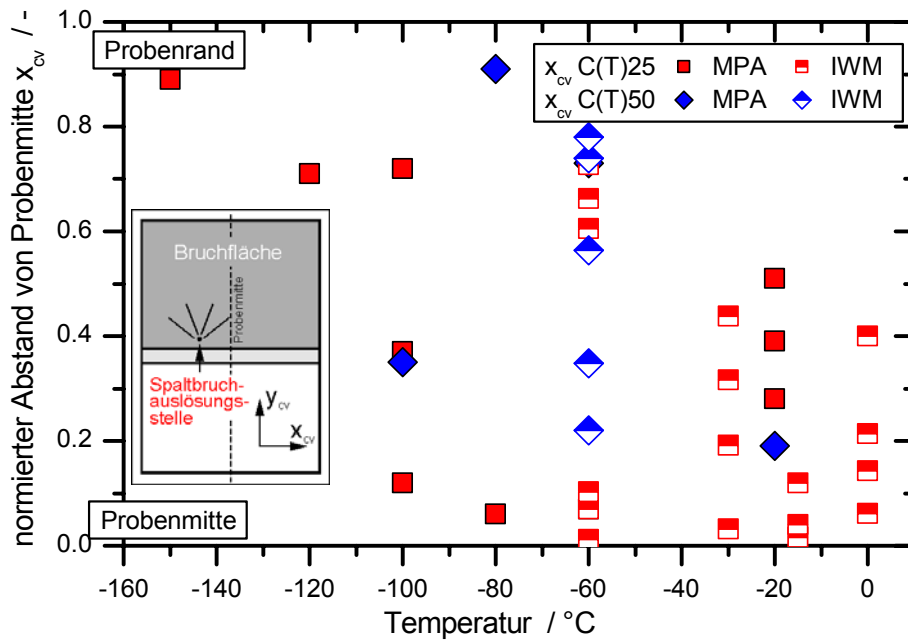 normierter Abstand von Probenmitte x_cv / -
1.0
0.8
0.6
0.4
0.2
0.0
Probenrand
x_cv C(T)25 MPA IWM
x_cv C(T)50 MPA IWM
Bruchfläche
Probenmitte
Spaltbruch-
auslösungs-
stelle
y_cv
x_cv
Probenmitte
-160 -140 -120 -100 -80 -60 -40 -20 0
Temperatur / °C